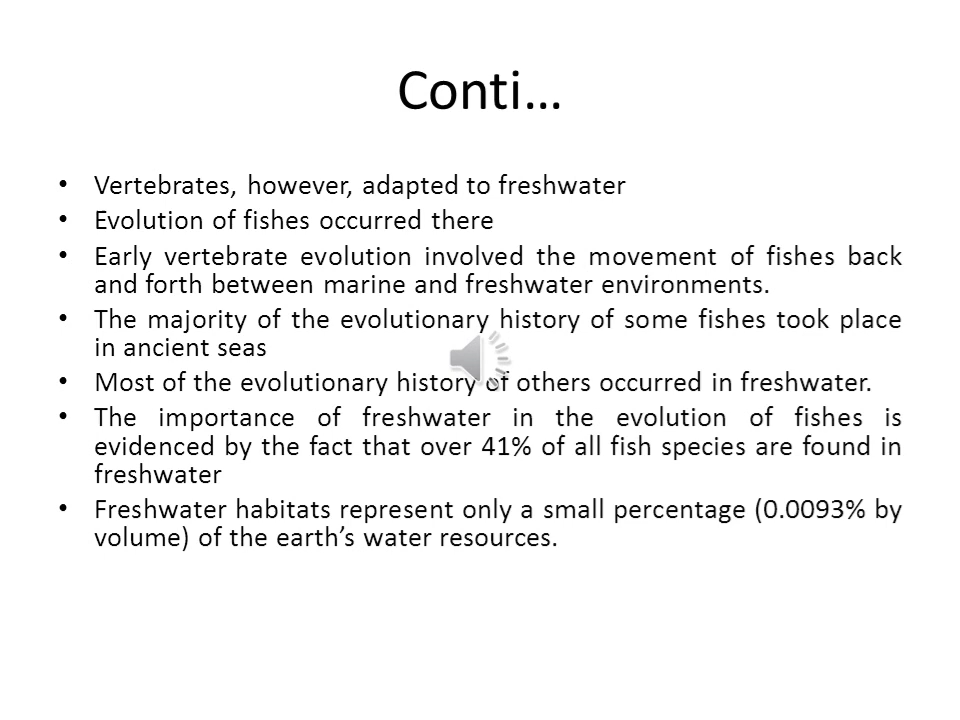 Conti…
• Vertebrates, however, adapted to freshwater
• Evolution of fishes occurred there
• Early vertebrate evolution involved the movement of fishes back
and forth between marine and freshwater environments.
• The majority of the evolutionary history of some fishes took place
in ancient seas
• Most of the evolutionary history of others occurred in freshwater.
• The importance of freshwater in the evolution of fishes is
evidenced by the fact that over 41% of all fish species are found in
freshwater
• Freshwater habitats represent only a small percentage (0.0093% by
volume) of the earth’s water resources.